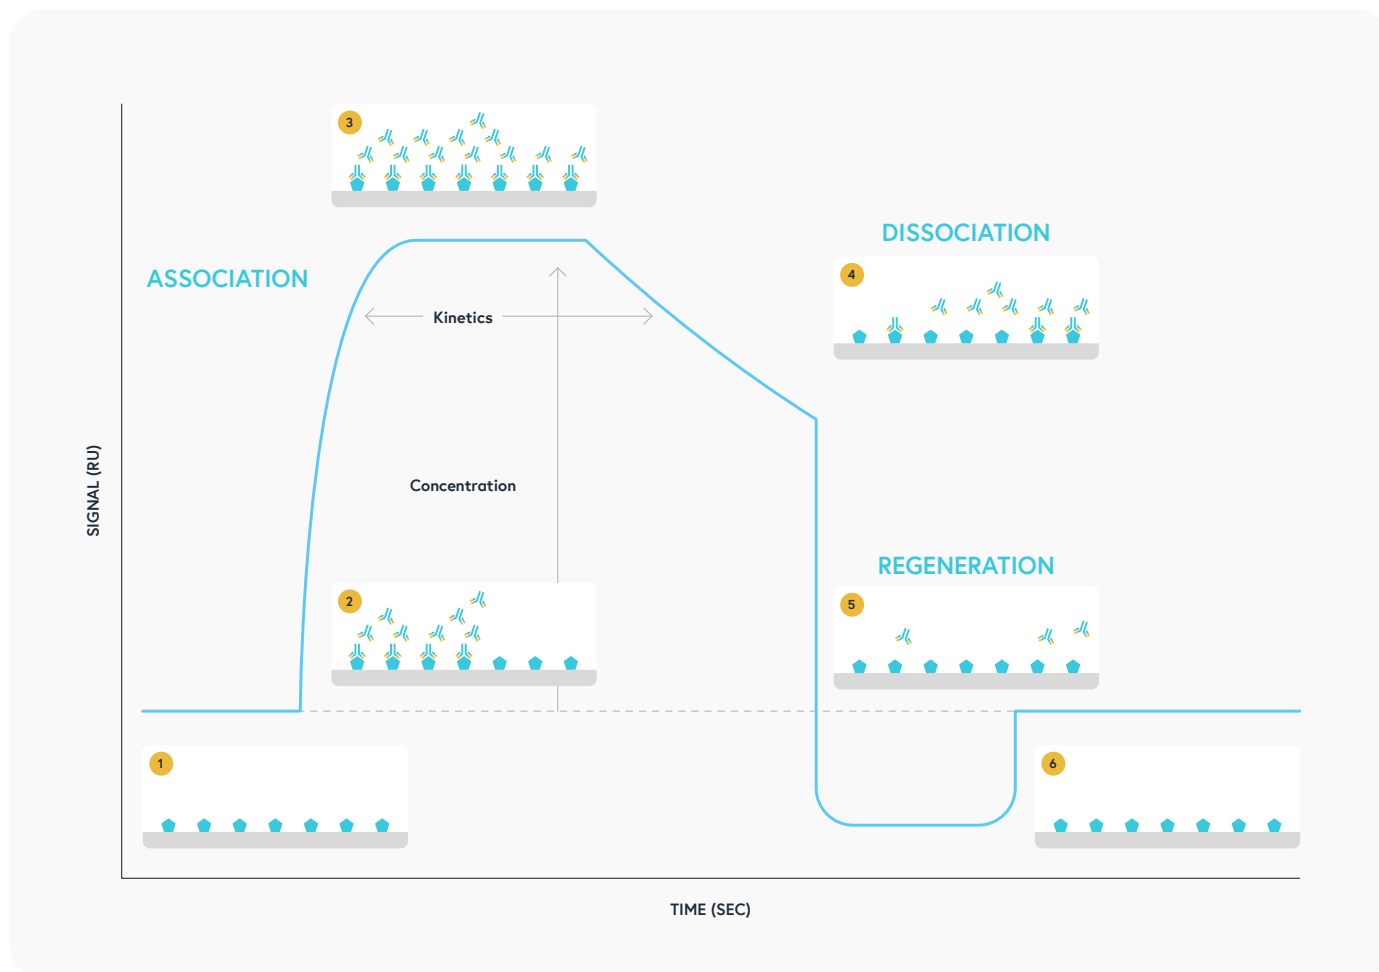 3
DISSOCIATION
4
ASSOCIATION
Kinetics
Concentration
SIGNAL (RU)
REGENERATION
2
5
1
6
TIME (SEC)